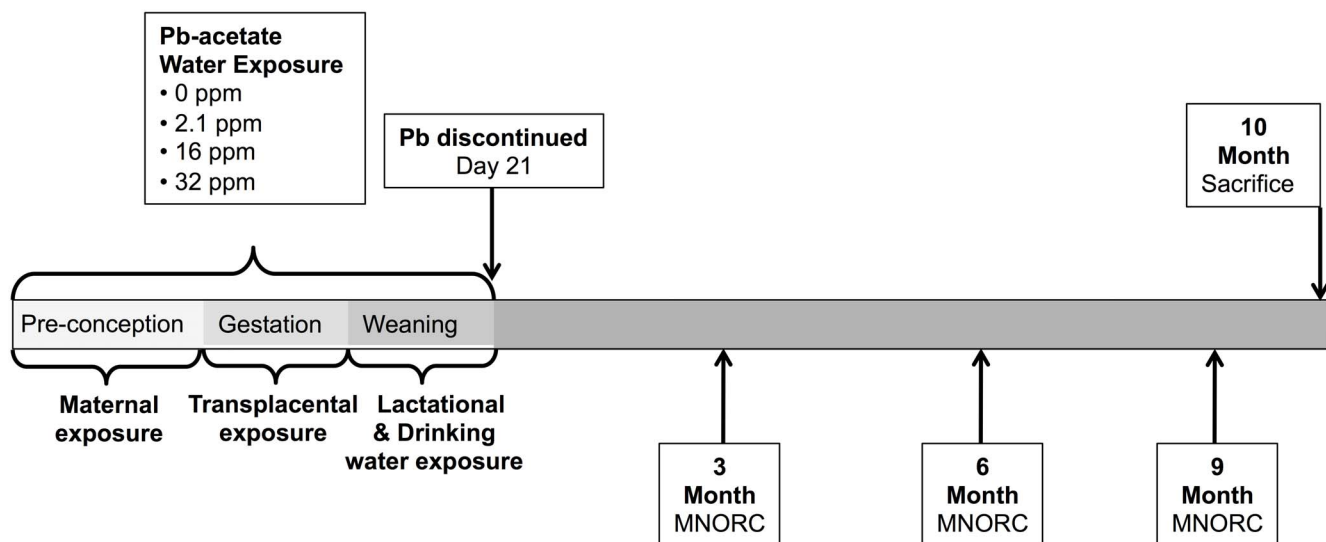 Pb-acetate
Water Exposure
• 0 ppm
• 2.1 ppm
• 16 ppm
• 32 ppm
Pb discontinued
Day 21
10
Month
Sacrifice
Pre-conception
Gestation
Weaning
Maternal
exposure
Transplacental
exposure
Lactational
& Drinking
water exposure
3
Month
MNORC
6
Month
MNORC
9
Month
MNORC